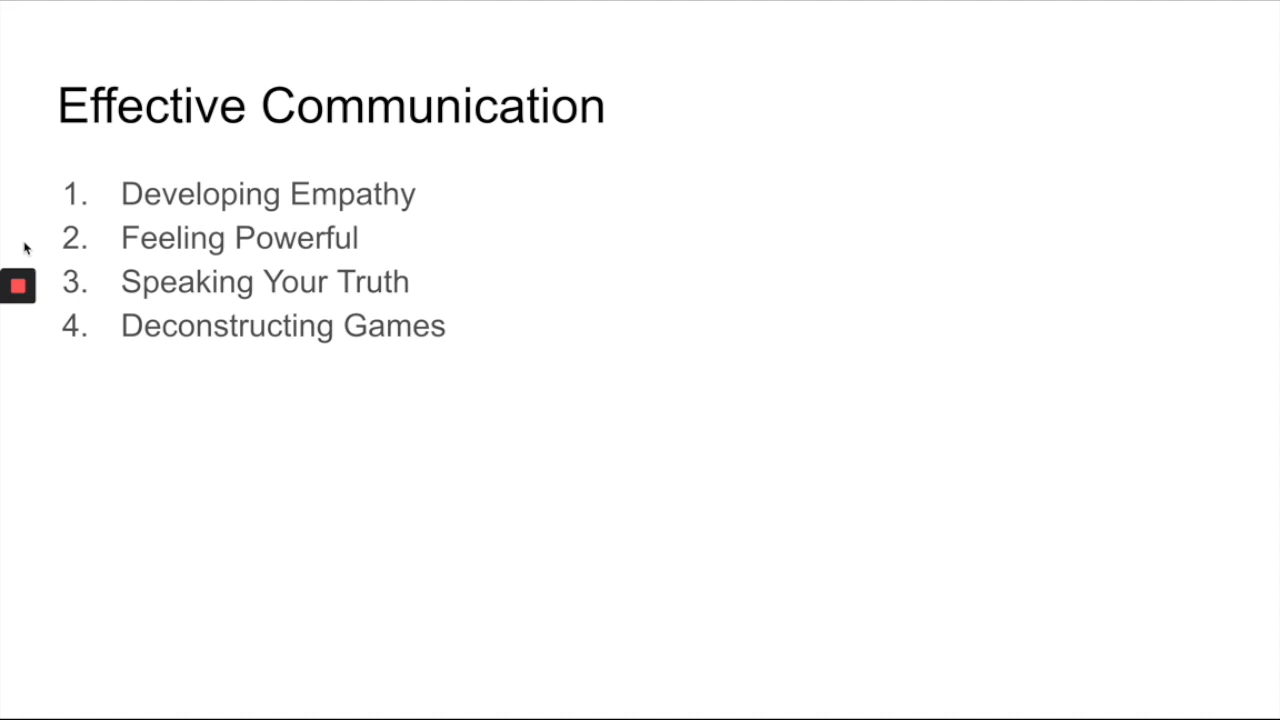 Effective Communication
1. Developing Empathy
2. Feeling Powerful
3. Speaking Your Truth
4. Deconstructing Games